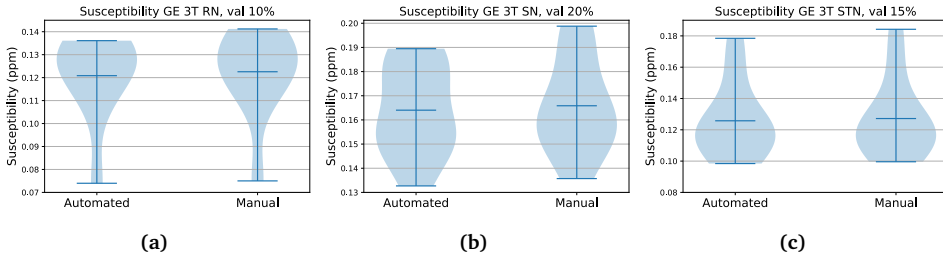 Susceptibility GE 3T RN, val 10%
Susceptibility (ppm)
0.14
0.13
0.12
0.11
0.10
0.09
0.08
0.07
Automated
Manual
(a)
Susceptibility GE 3T SN, val 20%
Susceptibility (ppm)
0.20
0.19
0.18
0.17
0.16
0.15
0.14
0.13
Automated
Manual
(b)
Susceptibility GE 3T STN, val 15%
Susceptibility (ppm)
0.18
0.16
0.14
0.12
0.10
0.08
Automated
Manual
(c)